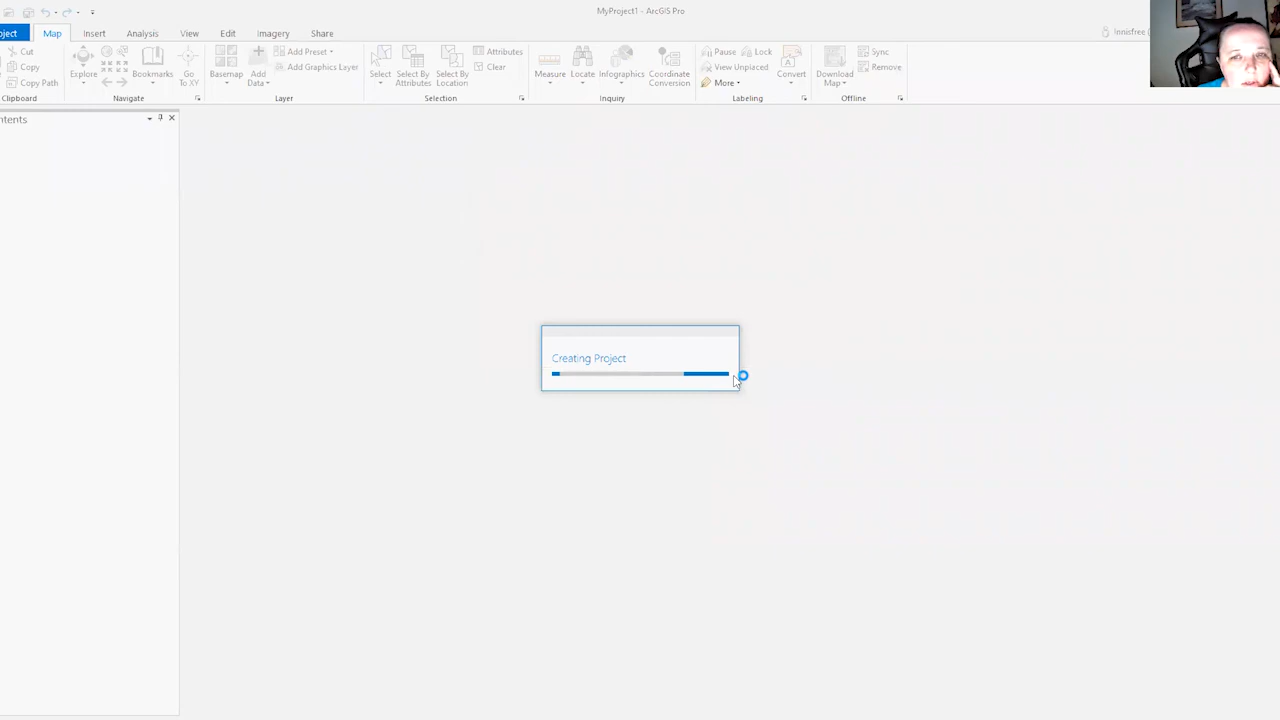 MyProject1 - ArcGIS Pro
oject Map Insert Analysis View Edit Imagery Share
Innisfree
Cut
Copy
Copy Path
Clipboard
Explore
Bookmarks
Go To XY
Navigate
Basemap
Add Data
Add Preset
Add Graphics Layer
Layer
Select
Select By Attributes
Select By Location
Attributes
Clear
Selection
Measure
Locate
Infographics
Coordinate Conversion
Inquiry
Pause
Lock
View Unplaced
More
Convert
Labeling
Download Map
Sync
Remove
Offline
ntents
Creating Project